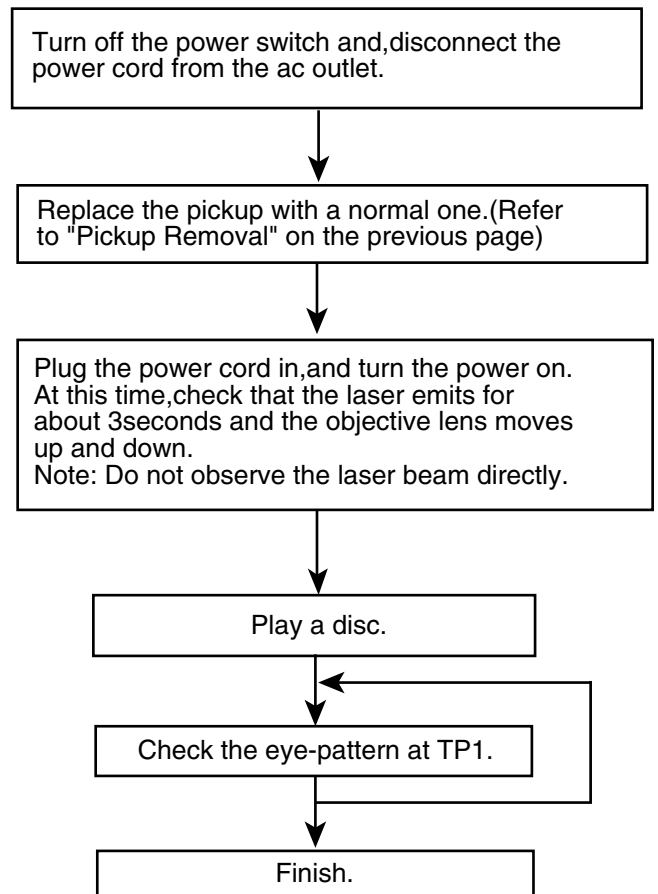 Turn off the power switch and,disconnect the
power cord from the ac outlet.
Replace the pickup with a normal one.(Refer
to "Pickup Removal" on the previous page)
Plug the power cord in,and turn the power on.
At this time,check that the laser emits for
about 3seconds and the objective lens moves
up and down.
Note: Do not observe the laser beam directly.
Play a disc.
Check the eye-pattern at TP1.
Finish.